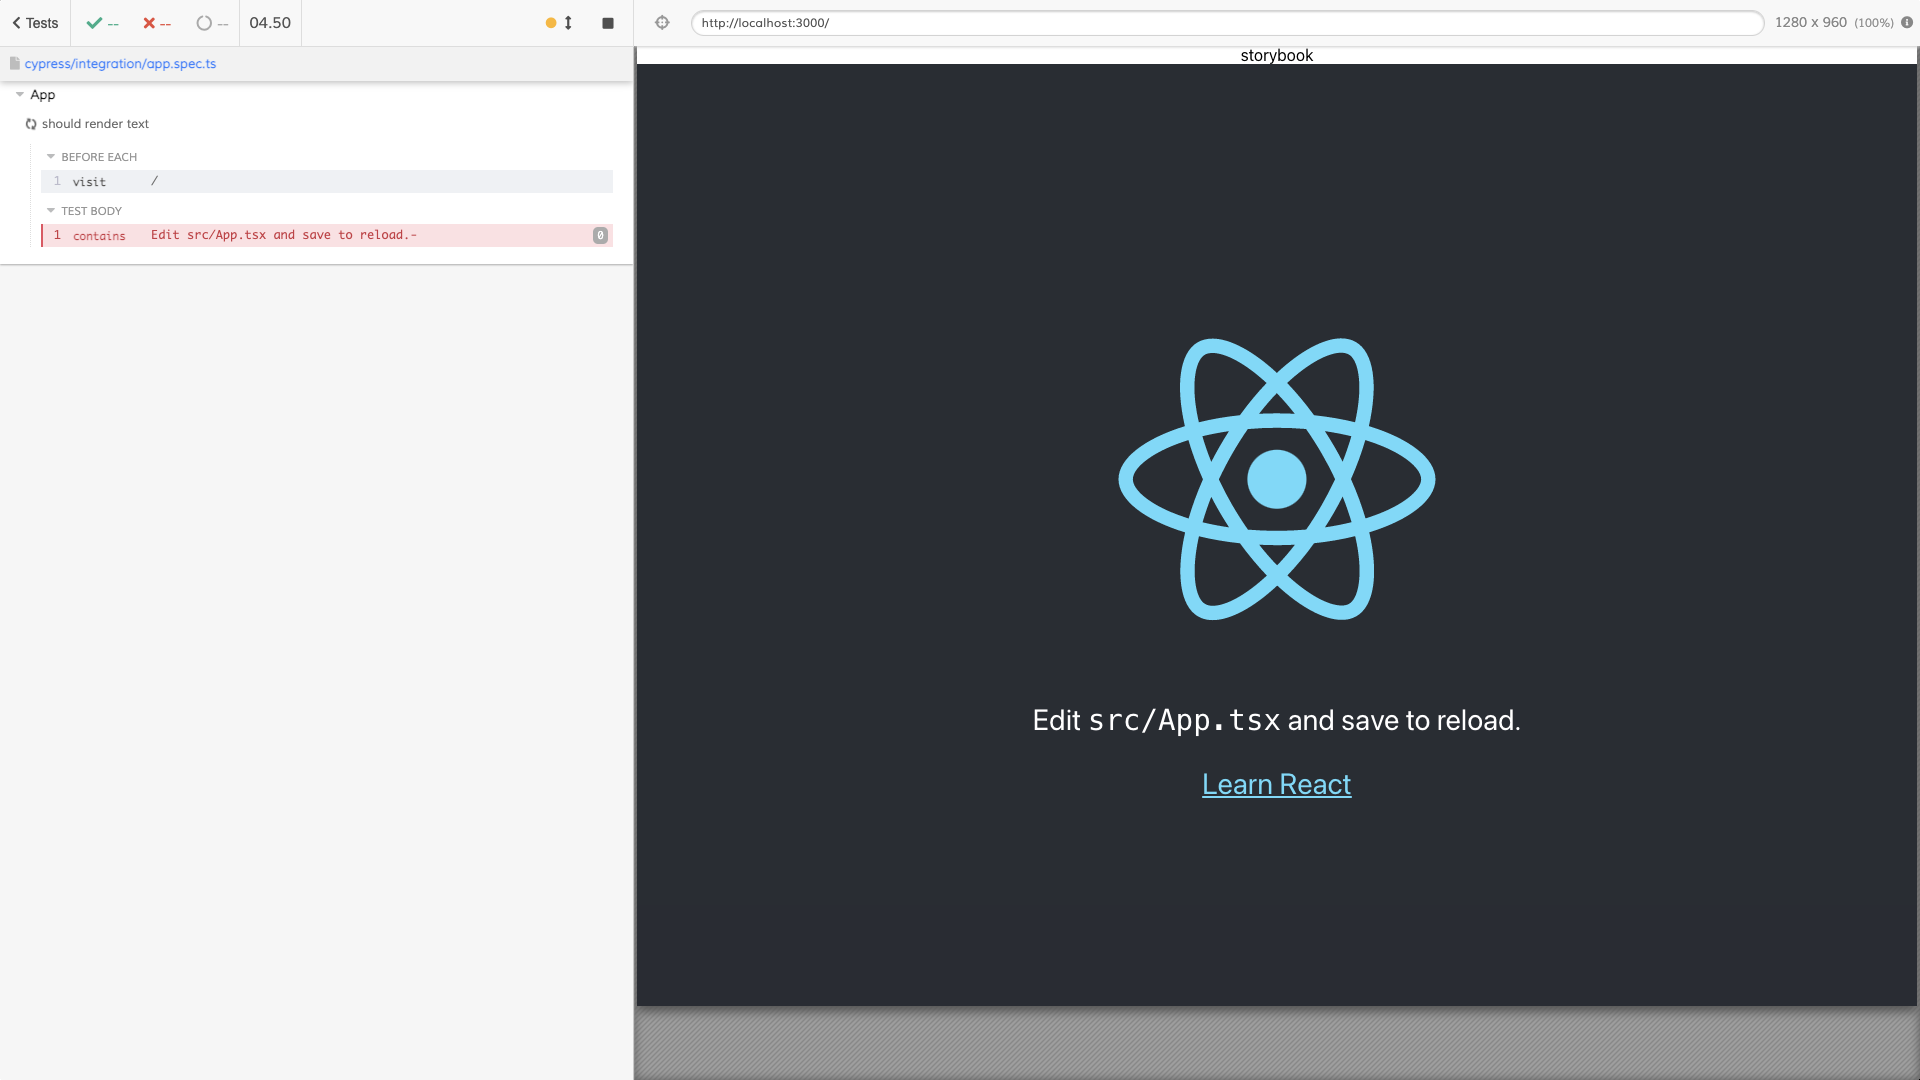 Tests -- -- -- 04.50
http://localhost:3000/ 1280 x 960 (100%)
cypress/integration/app.spec.ts
App
should render text
BEFORE EACH
1 visit /
TEST BODY
1 contains Edit src/App.tsx and save to reload.- 0
storybook
Edit src/App.tsx and save to reload.
Learn React